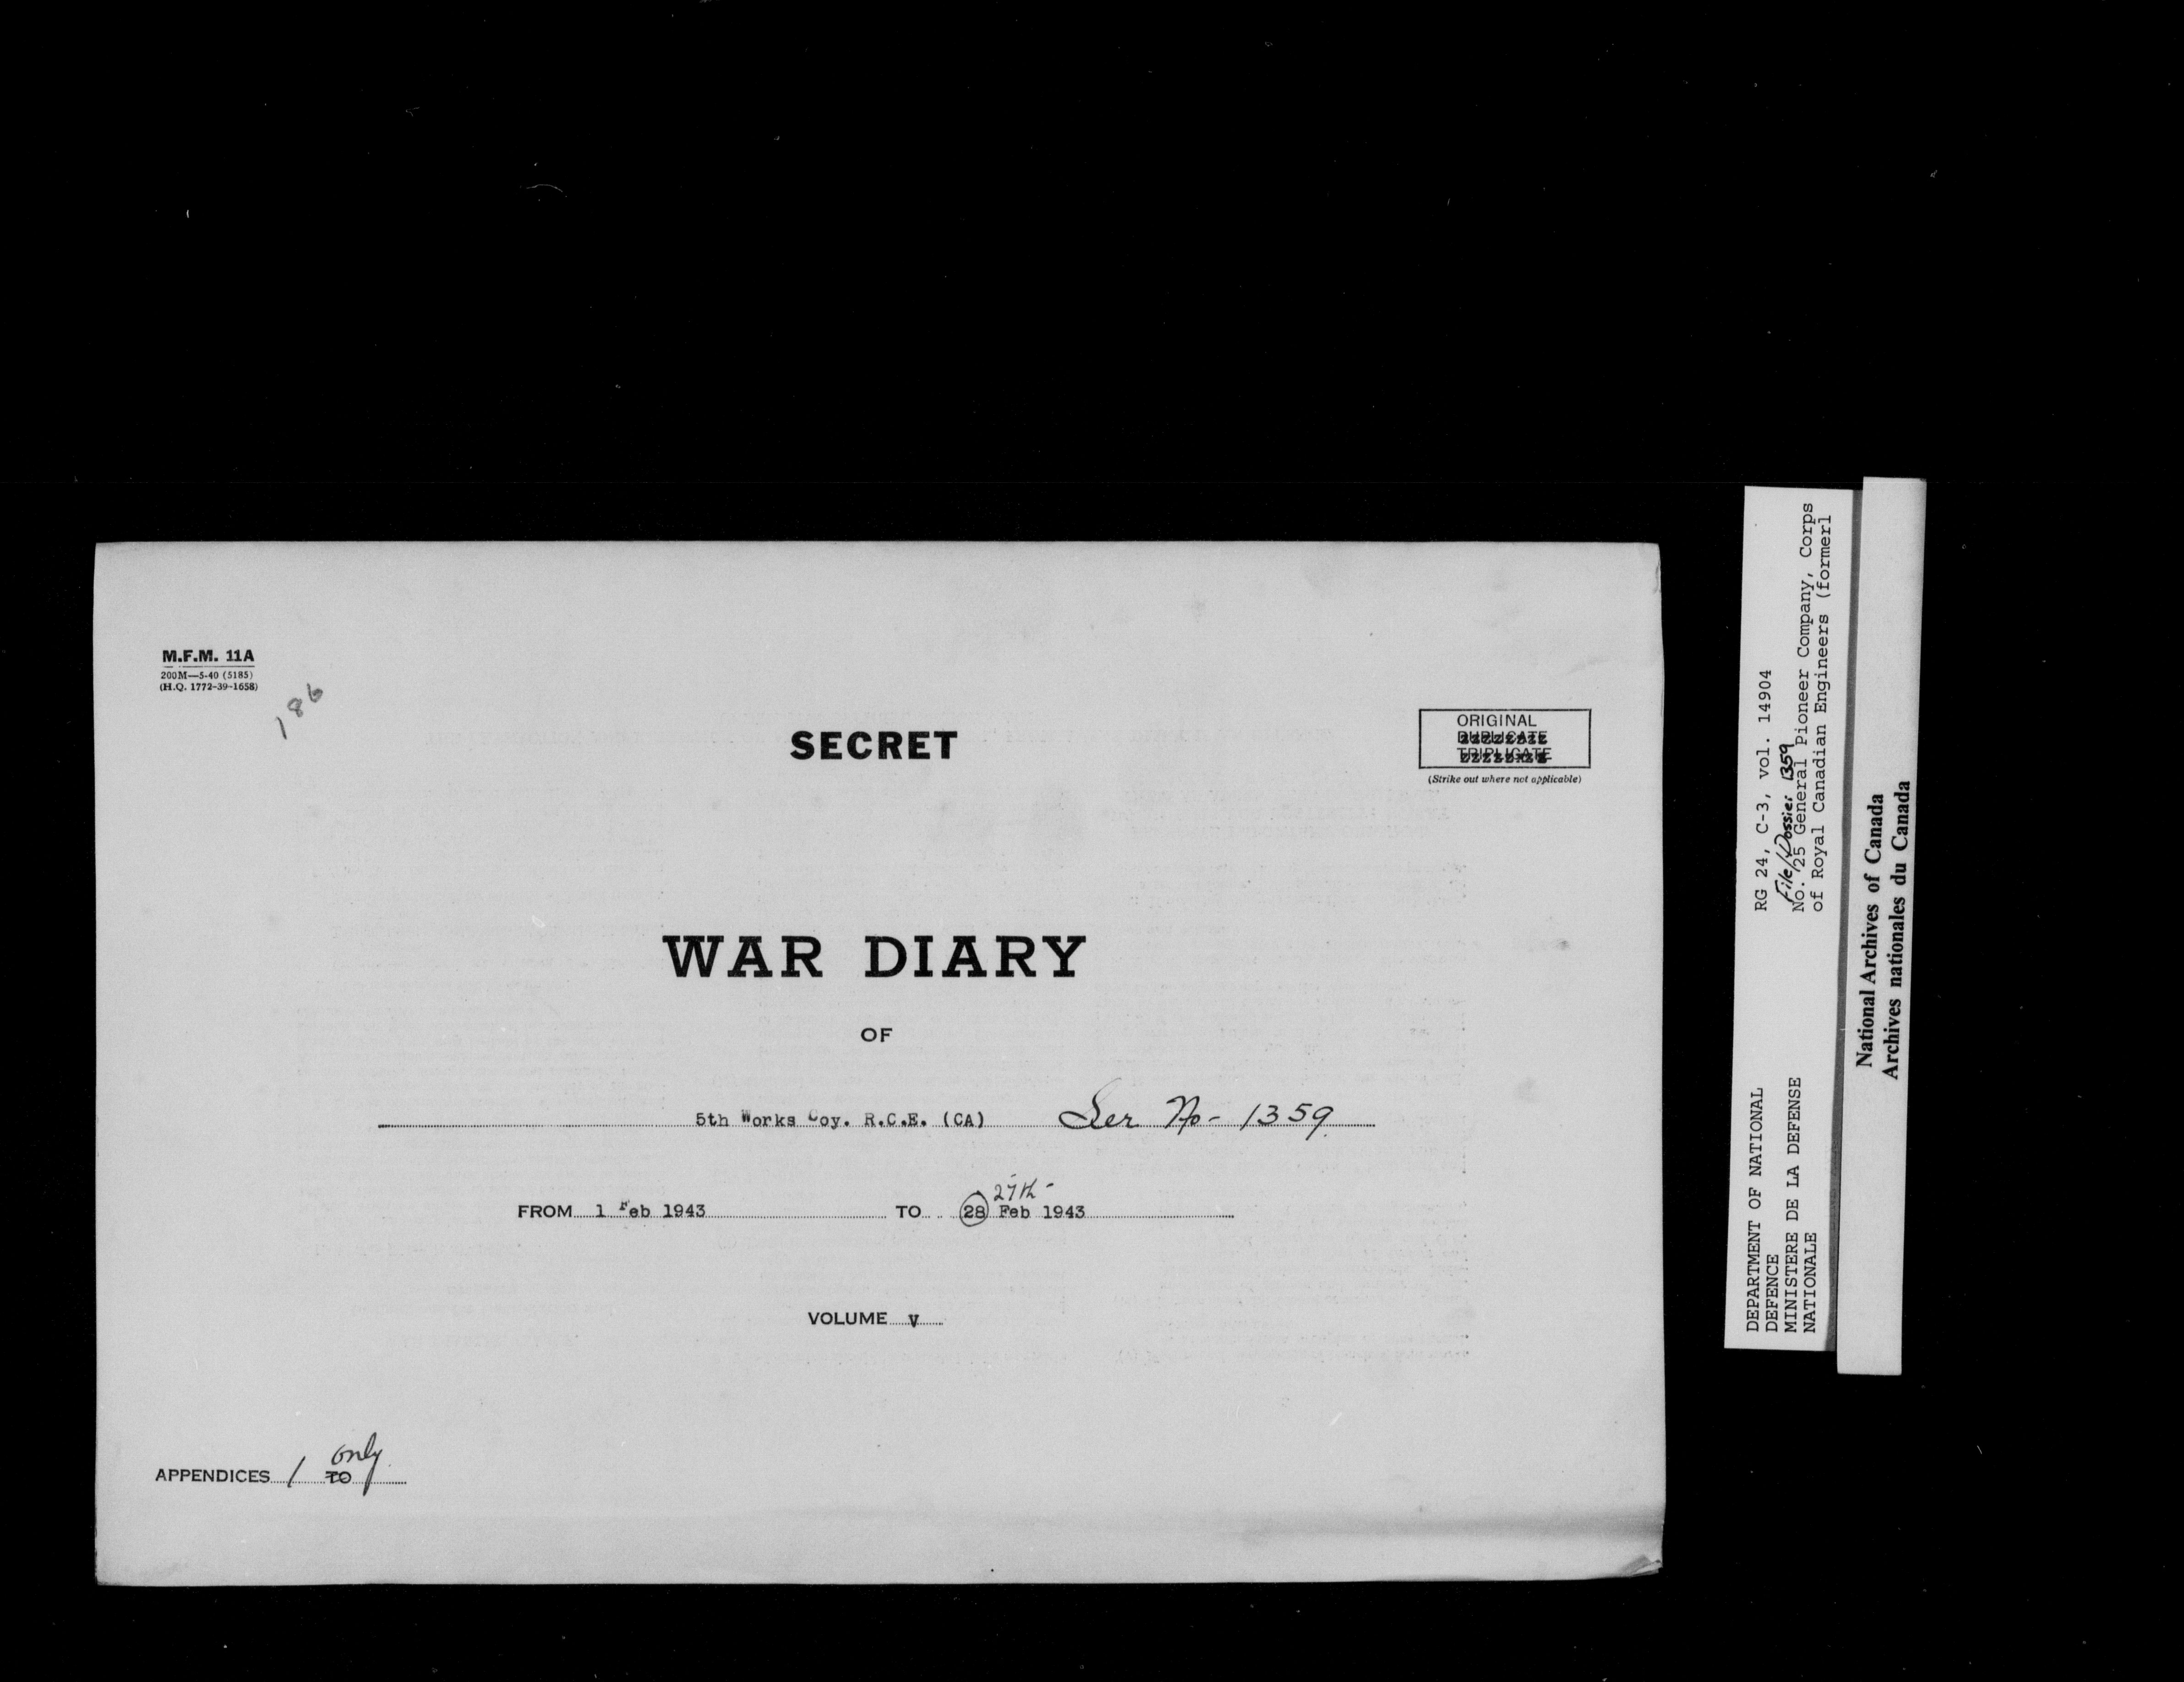 M.F.M. 11A
200M—5-40 (5185)
(H.Q. 1772-39-1658)
186
SECRET
ORIGINAL
DUPLICATE
TRIPLICATE
(Strike out where not applicable)
WAR DIARY
OF
5th Works Coy. R.C.E. (CA) Ser No - 1359
27th -
FROM 1 Feb 1943 TO 28 Feb 1943
VOLUME V
only
APPENDICES 1 TO
DEPARTMENT OF NATIONAL
DEFENCE
MINISTERE DE LA DEFENSE
NATIONALE
RG 24, C-3, vol. 14904
File/Dossier 1359
No. 25 General Pioneer Company, Corps
of Royal Canadian Engineers (formerl
National Archives of Canada
Archives nationales du Canada